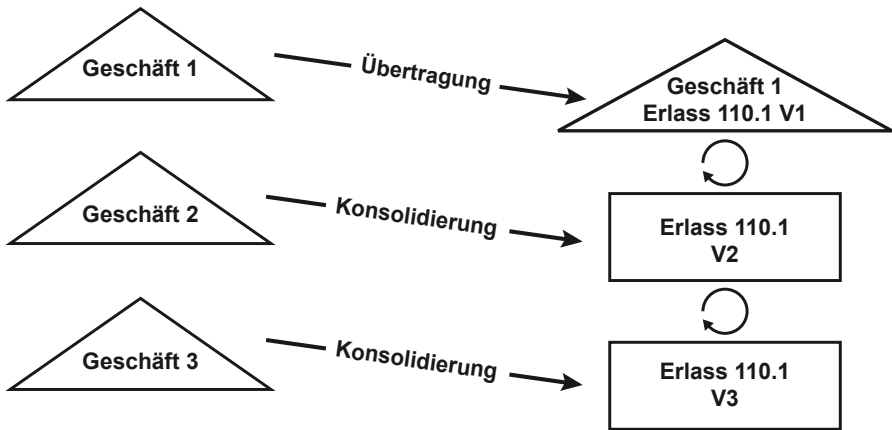 Geschäft 1
Übertragung
Geschäft 1
Erlass 110.1 V1
Geschäft 2
Konsolidierung
Erlass 110.1
V2
Geschäft 3
Konsolidierung
Erlass 110.1
V3